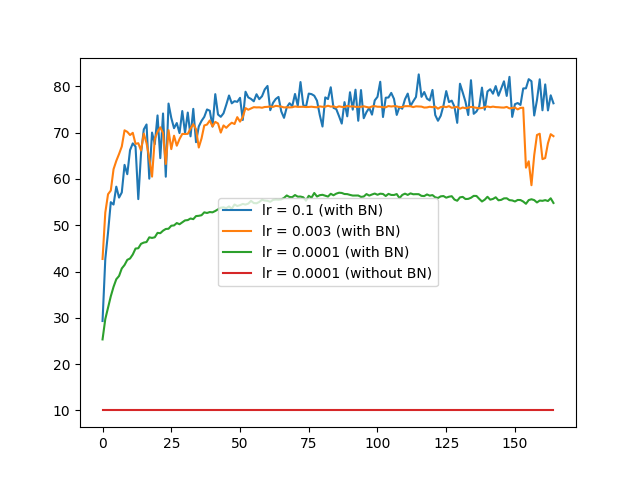 80
70
60
50
40
30
20
10
lr = 0.1 (with BN)
lr = 0.003 (with BN)
lr = 0.0001 (with BN)
lr = 0.0001 (without BN)
0 25 50 75 100 125 150